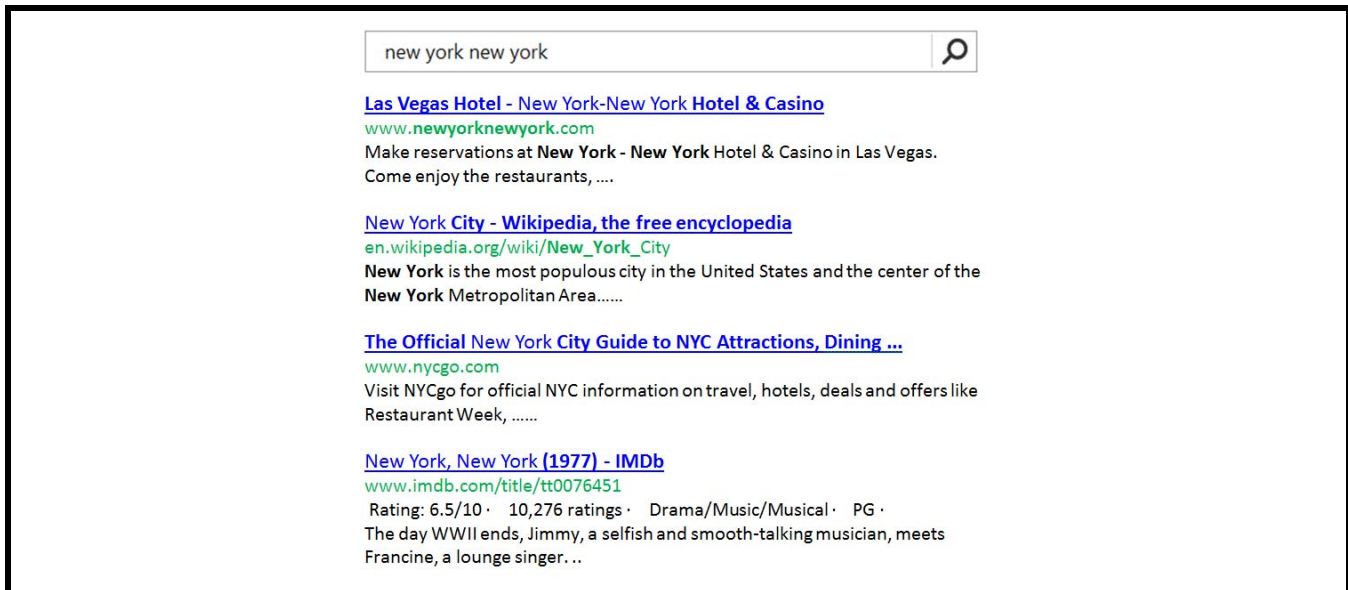 new york new york
Las Vegas Hotel - New York-New York Hotel & Casino
www.newyorknewyork.com
Make reservations at New York - New York Hotel & Casino in Las Vegas.
Come enjoy the restaurants, ....
New York City - Wikipedia, the free encyclopedia
en.wikipedia.org/wiki/New_York_City
New York is the most populous city in the United States and the center of the
New York Metropolitan Area......
The Official New York City Guide to NYC Attractions, Dining ...
www.nycgo.com
Visit NYCgo for official NYC information on travel, hotels, deals and offers like
Restaurant Week, ......
New York, New York (1977) - IMDb
www.imdb.com/title/tt0076451
Rating: 6.5/10 · 10,276 ratings · Drama/Music/Musical · PG ·
The day WWII ends, Jimmy, a selfish and smooth-talking musician, meets
Francine, a lounge singer. ..